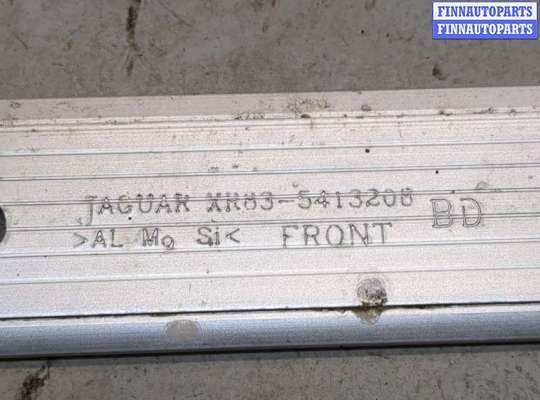 FINNAUTOPARTS
FINNAUTOPARTS
JAGUAR XR83-5413208 BD
>AL Mg Si< FRONT